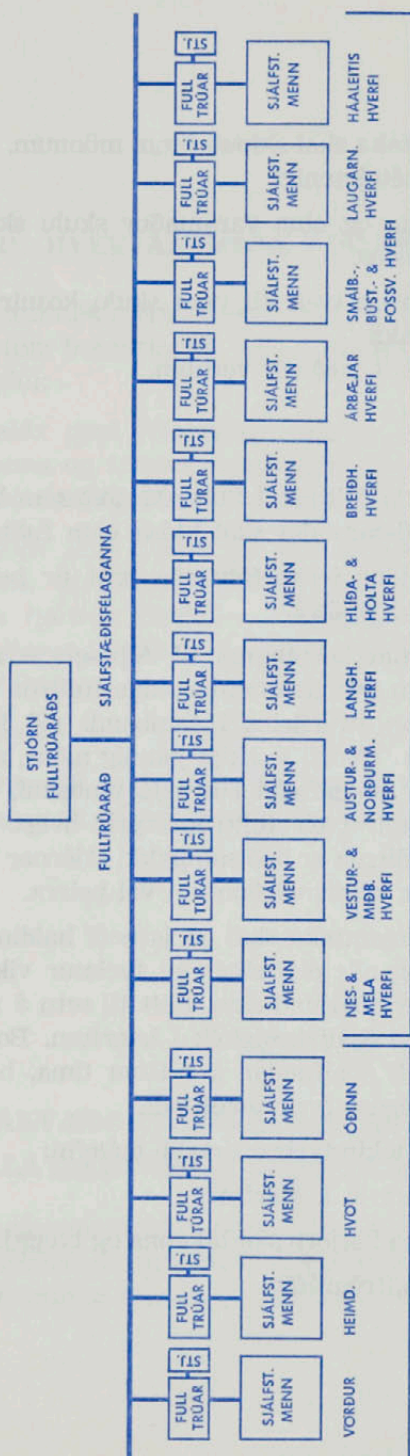 STJÓRN
FULLTRÚARÁÐS
FULLTRÚARÁÐ SJÁLFSTÆÐISFÉLAGANNA
STJ.
FULL
TRÚAR
SJÁLFST.
MENN
VORÐUR
STJ.
FULL
TRÚAR
SJÁLFST.
MENN
HEIMD.
STJ.
FULL
TÚRAR
SJÁLFST.
MENN
HVOT
STJ.
FULL
TRÚAR
SJÁLFST.
MENN
ÓÐINN
STJ.
FULL
TRÚAR
SJÁLFST.
MENN
NES- &
MELA
HVERFI
STJ.
FULL
TRÚAR
SJÁLFST.
MENN
VESTUR- &
MIÐB.
HVERFI
STJ.
FULL
TRÚAR
SJÁLFST.
MENN
AUSTUR- &
NORÐURM.
HVERFI
STJ.
FULL
TRÚAR
SJÁLFST.
MENN
LANGH.
HVERFI
STJ.
FULL
TRÚAR
SJÁLFST.
MENN
HLÍÐA- &
HOLTA
HVERFI
STJ.
FULL
TÚRAR
SJÁLFST.
MENN
BREIÐH.
HVERFI
STJ.
FULL
TÚRAR
SJÁLFST.
MENN
ÁRBÆJAR
HVERFI
STJ.
FULL
TRÚAR
SJÁLFST.
MENN
SMÁÍB-,
BÚST.- &
FOSSV. HVERFI
STJ.
FULL
TRÚAR
SJÁLFST.
MENN
LAUGARN.
HVERFI
STJ.
FULL
TRÚAR
SJÁLFST.
MENN
HÁALEITIS
HVERFI